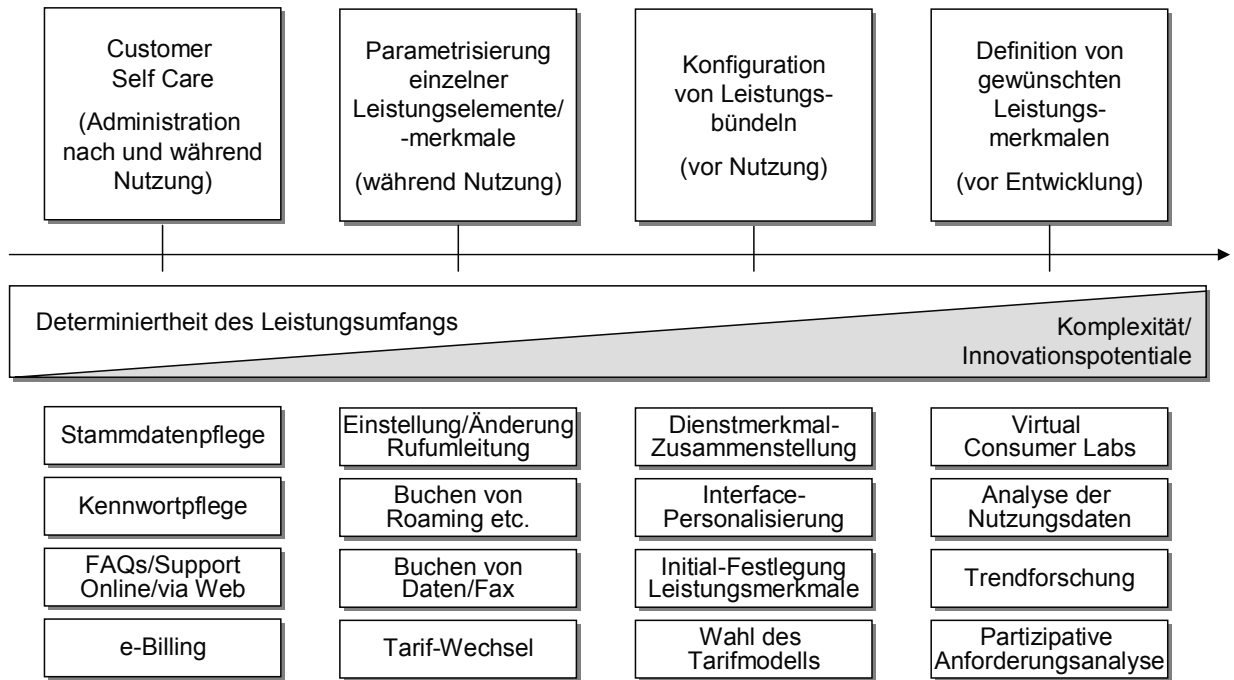 Customer
Self Care
(Administration
nach und während
Nutzung)
Parametrisierung
einzelner
Leistungselemente/
-merkmale
(während Nutzung)
Konfiguration
von Leistungs-
bündeln
(vor Nutzung)
Definition von
gewünschten
Leistungs-
merkmalen
(vor Entwicklung)
Determiniertheit des Leistungsumfangs
Komplexität/
Innovationspotentiale
Stammdatenpflege
Kennwortpflege
FAQs/Support
Online/via Web
e-Billing
Einstellung/Änderung
Rufumleitung
Buchen von
Roaming etc.
Buchen von
Daten/Fax
Tarif-Wechsel
Dienstmerkmal-
Zusammenstellung
Interface-
Personalisierung
Initial-Festlegung
Leistungsmerkmale
Wahl des
Tarifmodells
Virtual
Consumer Labs
Analyse der
Nutzungsdaten
Trendforschung
Partizipative
Anforderungsanalyse